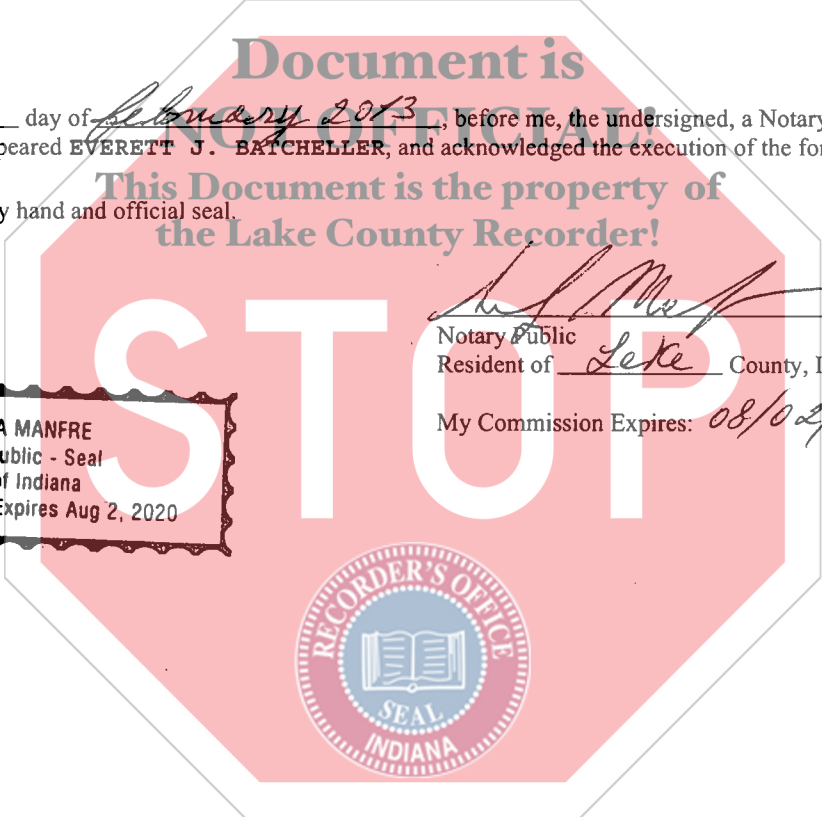 Document is
NOT OFFICIAL!
This Document is the property of
the Lake County Recorder!
day of February 2013, before me, the undersigned, a Notary
peared EVERETT J. BATCHELLER, and acknowledged the execution of the for
y hand and official seal.
STOP
Notary Public
Resident of Lake County, I
My Commission Expires: 08/02/
A MANFRE
ublic - Seal
of Indiana
Expires Aug 2, 2020
RECORDER'S OFFICE
SEAL
INDIANA